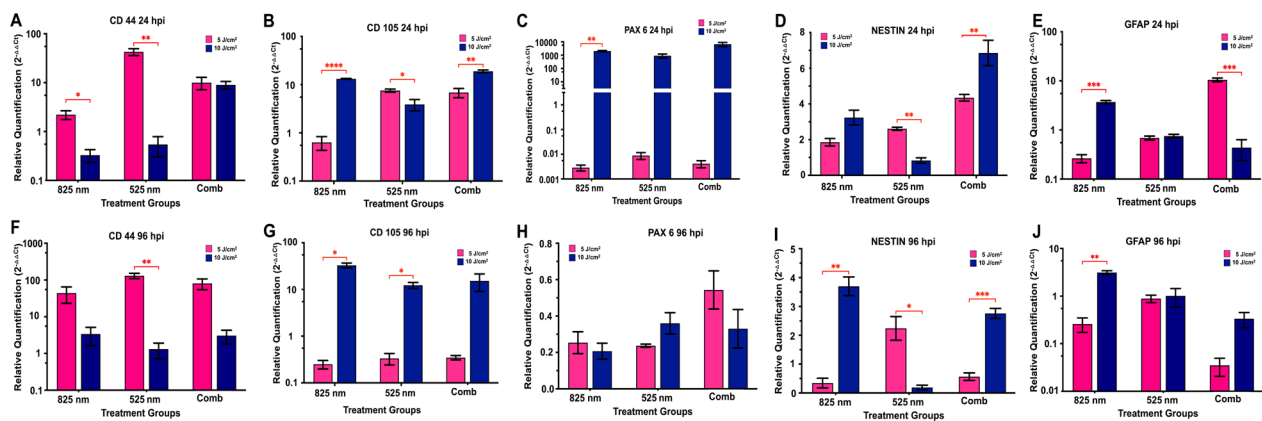 A
CD 44 24 hpi
Relative Quantification (2^-△△Ct)
100
10
1
0.1
*
**
5 J/cm²
10 J/cm²
825 nm
525 nm
Comb
Treatment Groups
B
CD 105 24 hpi
Relative Quantification (2^-△△Ct)
100
10
1
0.1
****
*
**
5 J/cm²
10 J/cm²
825 nm
525 nm
Comb
Treatment Groups
C
PAX 6 24 hpi
Relative Quantification (2^-△△Ct)
10000
1000
100
10
1
0.1
0.01
0.001
**
5 J/cm²
10 J/cm²
825 nm
525 nm
Comb
Treatment Groups
D
NESTIN 24 hpi
Relative Quantification (2^-△△Ct)
8
6
4
2
0
**
**
5 J/cm²
10 J/cm²
825 nm
525 nm
Comb
Treatment Groups
E
GFAP 24 hpi
Relative Quantification (2^-△△Ct)
100
10
1
0.1
***
***
5 J/cm²
10 J/cm²
825 nm
525 nm
Comb
Treatment Groups
F
CD 44 96 hpi
Relative Quantification (2^-△△Ct)
1000
100
10
1
0.1
**
5 J/cm²
10 J/cm²
825 nm
525 nm
Comb
Treatment Groups
G
CD 105 96 hpi
Relative Quantification (2^-△△Ct)
100
10
1
0.1
*
*
5 J/cm²
10 J/cm²
825 nm
525 nm
Comb
Treatment Groups
H
PAX 6 96 hpi
Relative Quantification (2^-△△Ct)
0.8
0.6
0.4
0.2
0.0
5 J/cm²
10 J/cm²
825 nm
525 nm
Comb
Treatment Groups
I
NESTIN 96 hpi
Relative Quantification (2^-△△Ct)
5
4
3
2
1
0
**
*
***
5 J/cm²
10 J/cm²
825 nm
525 nm
Comb
Treatment Groups
J
GFAP 96 hpi
Relative Quantification (2^-△△Ct)
10
1
0.1
0.01
**
5 J/cm²
10 J/cm²
825 nm
525 nm
Comb
Treatment Groups